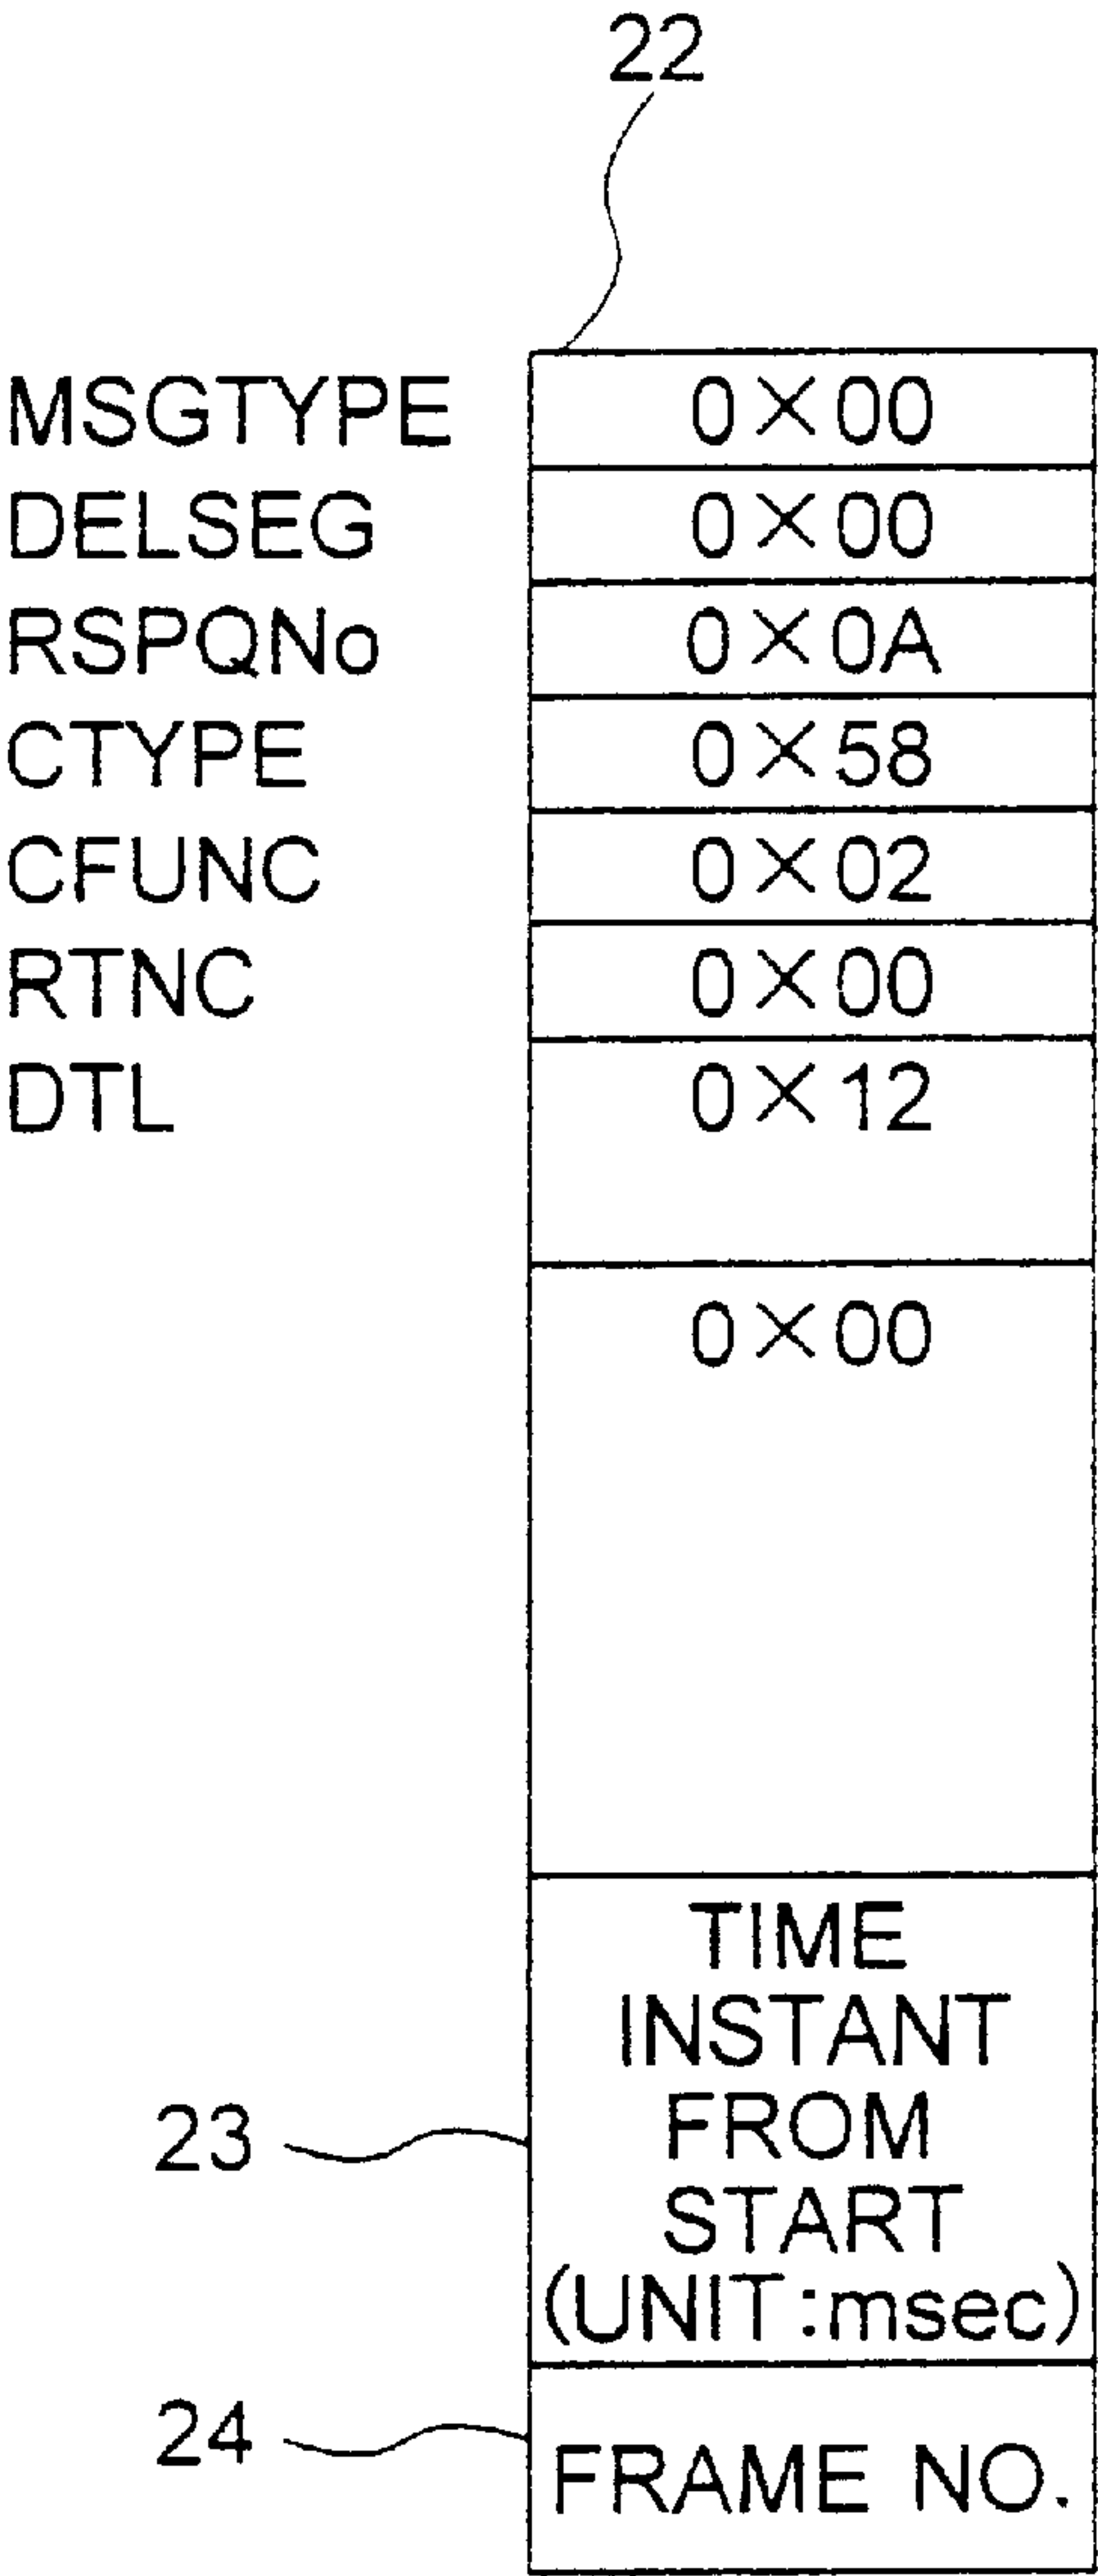 22
MSGTYPE 0×00
DELSEG 0×00
RSPQNo 0×0A
CTYPE 0×58
CFUNC 0×02
RTNC 0×00
DTL 0×12
0×00
TIME
INSTANT
FROM
23
START
(UNIT:msec)
24
FRAME NO.